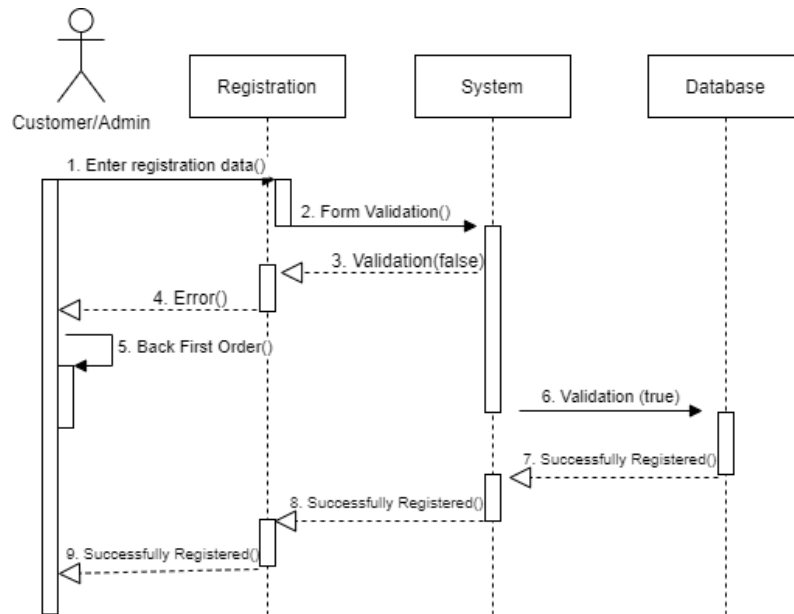 Registration
System
Database
Customer/Admin
1. Enter registration data()
2. Form Validation()
3. Validation(false)
4. Error()
5. Back First Order()
6. Validation (true)
7. Successfully Registered()
8. Successfully Registered()
9. Successfully Registered()